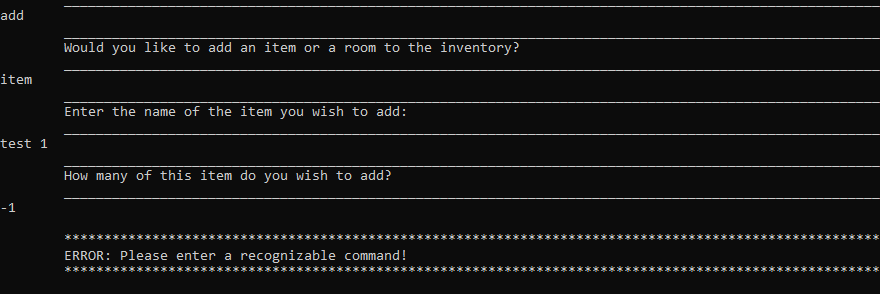 add
Would you like to add an item or a room to the inventory?
item
Enter the name of the item you wish to add:
test 1
How many of this item do you wish to add?
-1
********************************************************************************************************
ERROR: Please enter a recognizable command!
********************************************************************************************************